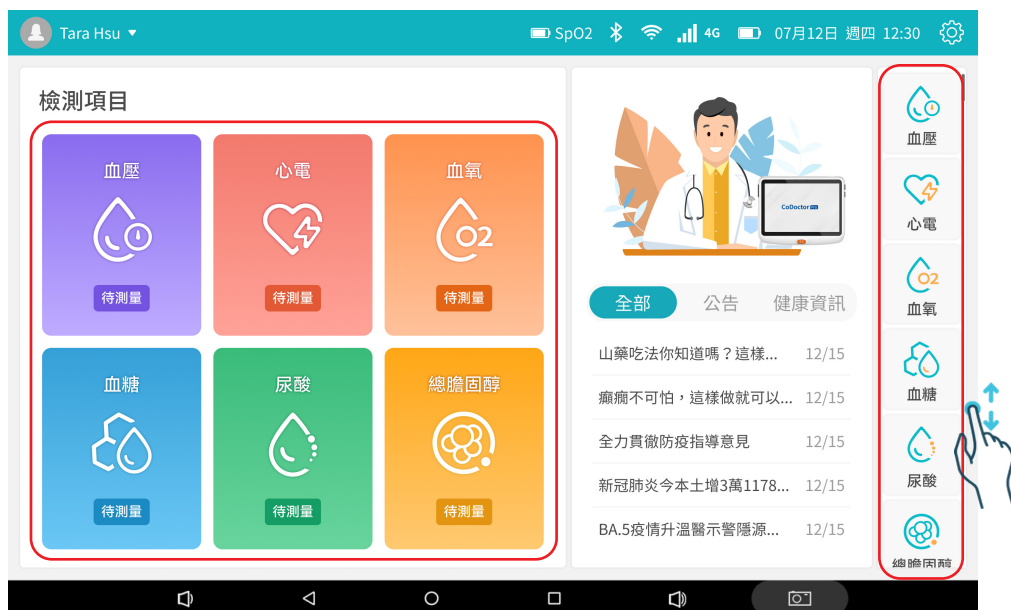 Tara Hsu
SpO2 4G 07月12日 週四 12:30
檢測項目
血壓
待測量
心電
待測量
血氧
O2
待測量
血糖
待測量
尿酸
待測量
總膽固醇
待測量
CoDoctor
全部 公告 健康資訊
山藥吃法你知道嗎？這樣... 12/15
癲癇不可怕，這樣做就可以... 12/15
全力貫徹防疫指導意見 12/15
新冠肺炎今本土增3萬1178... 12/15
BA.5疫情升溫醫示警隱源... 12/15
血壓
心電
O2
血氧
血糖
尿酸
總膽固醇